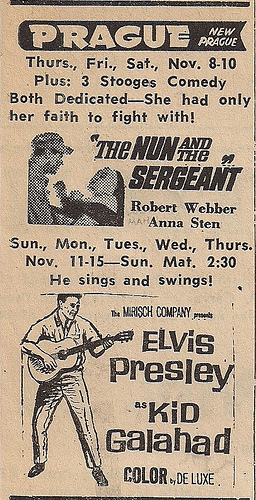 PRAGUE NEW PRAGUE
Thurs., Fri., Sat., Nov. 8-10
Plus: 3 Stooges Comedy
Both Dedicated—She had only
her faith to fight with!
"THE NUN AND THE
SERGEANT"
Robert Webber
Anna Sten
Sun., Mon., Tues., Wed., Thurs.
Nov. 11-15—Sun. Mat. 2:30
He sings and swings!
The MIRISCH COMPANY presents
ELVIS
PRESLEY
as KID
GALAHAD
COLOR by DE LUXE